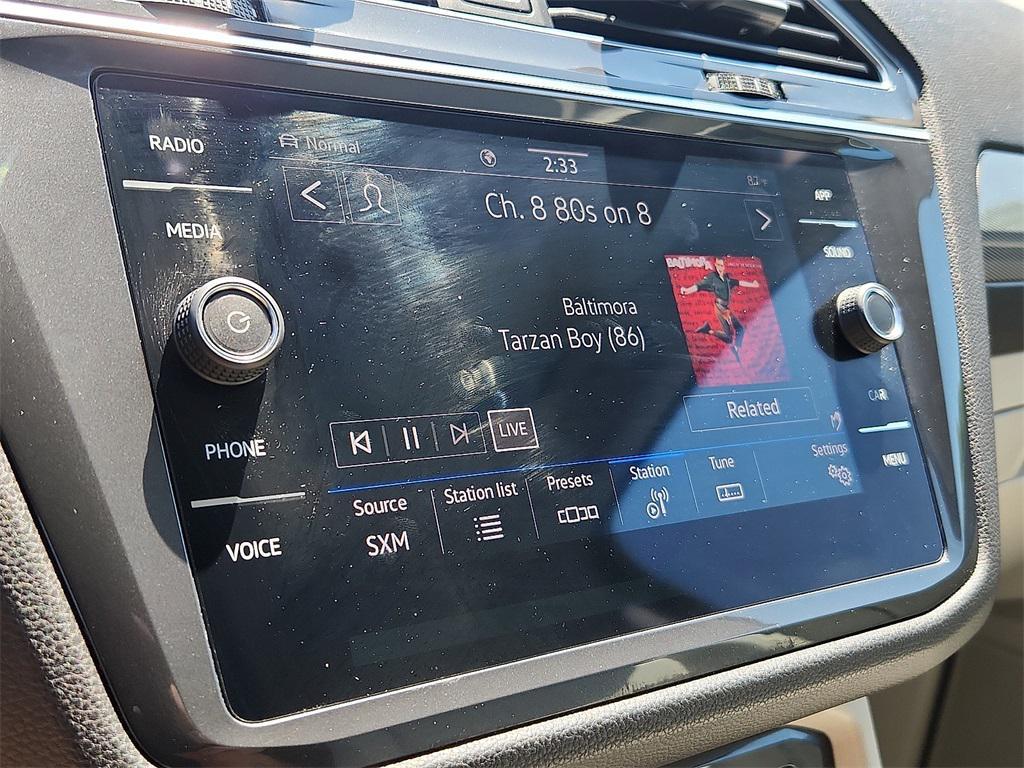 RADIO
Normal
2:33
APP
MEDIA
Ch. 8 80s on 8
SOUND
BALTIMORA
Baltimora
Tarzan Boy (86)
Related
CAR
PHONE
LIVE
MENU
Source
Station list
Presets
Station
Tune
Settings
SXM
VOICE